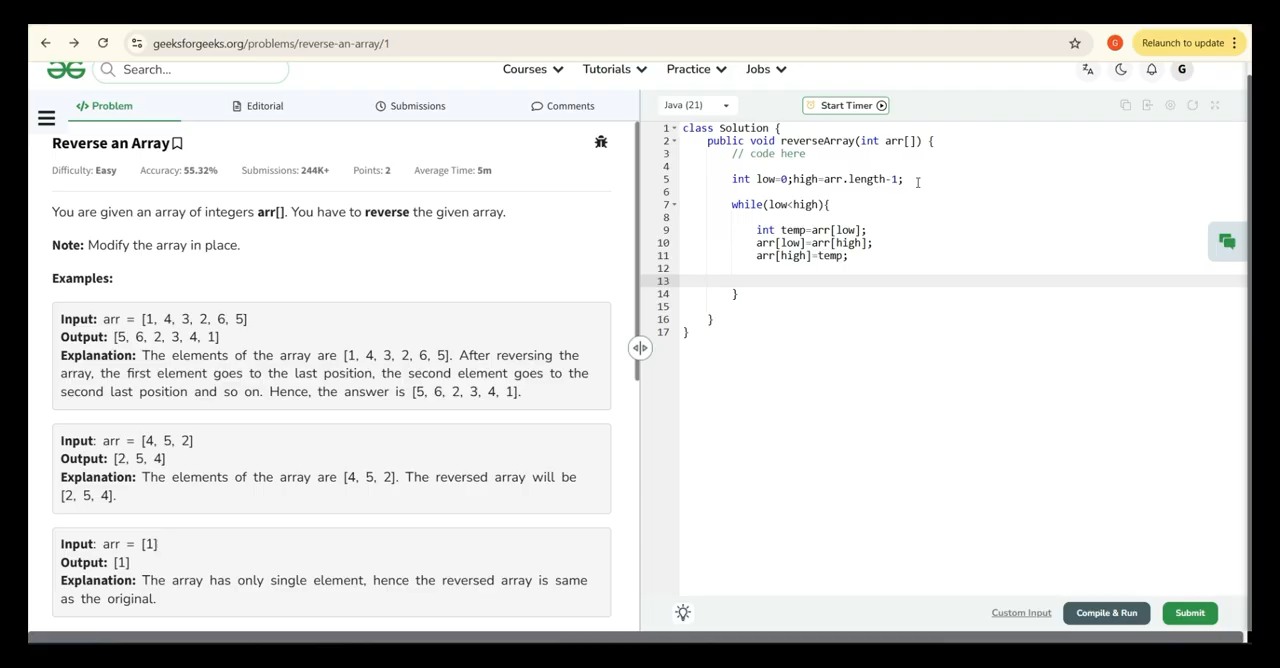 geeksforgeeks.org/problems/reverse-an-array/1
G
Relaunch to update
Search...
Courses
Tutorials
Practice
Jobs
G
</> Problem
Editorial
Submissions
Comments
Java (21)
Start Timer
Reverse an Array
Difficulty: Easy
Accuracy: 55.32%
Submissions: 244K+
Points: 2
Average Time: 5m
You are given an array of integers arr[]. You have to reverse the given array.
Note: Modify the array in place.
Examples:
Input: arr = [1, 4, 3, 2, 6, 5]
Output: [5, 6, 2, 3, 4, 1]
Explanation: The elements of the array are [1, 4, 3, 2, 6, 5]. After reversing the
array, the first element goes to the last position, the second element goes to the
second last position and so on. Hence, the answer is [5, 6, 2, 3, 4, 1].
Input: arr = [4, 5, 2]
Output: [2, 5, 4]
Explanation: The elements of the array are [4, 5, 2]. The reversed array will be
[2, 5, 4].
Input: arr = [1]
Output: [1]
Explanation: The array has only single element, hence the reversed array is same
as the original.
1 class Solution {
2 public void reverseArray(int arr[]) {
3 // code here
4
5 int low=0;high=arr.length-1;
6
7 while(low<high){
8
9 int temp=arr[low];
10 arr[low]=arr[high];
11 arr[high]=temp;
12
13
14 }
15
16 }
17 }
Custom Input
Compile & Run
Submit